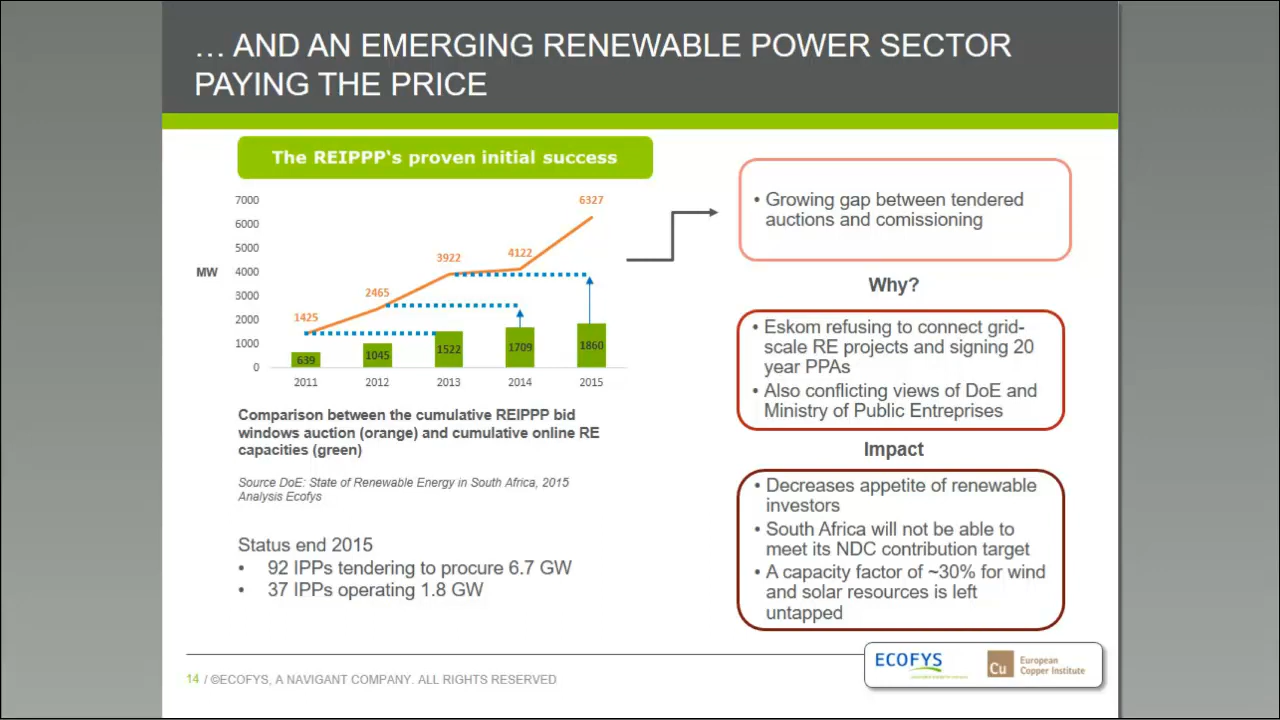 … AND AN EMERGING RENEWABLE POWER SECTOR
PAYING THE PRICE
The REIPPP's proven initial success
7000
6000
5000
4000
3000
2000
1000
0
MW
1425
2465
3922
4122
6327
639
1045
1522
1709
1860
2011
2012
2013
2014
2015
Comparison between the cumulative REIPPP bid
windows auction (orange) and cumulative online RE
capacities (green)
Source DoE: State of Renewable Energy in South Africa, 2015
Analysis Ecofys
Status end 2015
• 92 IPPs tendering to procure 6.7 GW
• 37 IPPs operating 1.8 GW
• Growing gap between tendered
auctions and comissioning
Why?
• Eskom refusing to connect grid-
scale RE projects and signing 20
year PPAs
• Also conflicting views of DoE and
Ministry of Public Entreprises
Impact
• Decreases appetite of renewable
investors
• South Africa will not be able to
meet its NDC contribution target
• A capacity factor of ~30% for wind
and solar resources is left
untapped
14 / ©ECOFYS, A NAVIGANT COMPANY. ALL RIGHTS RESERVED
ECOFYS
Cu
European
Copper Institute